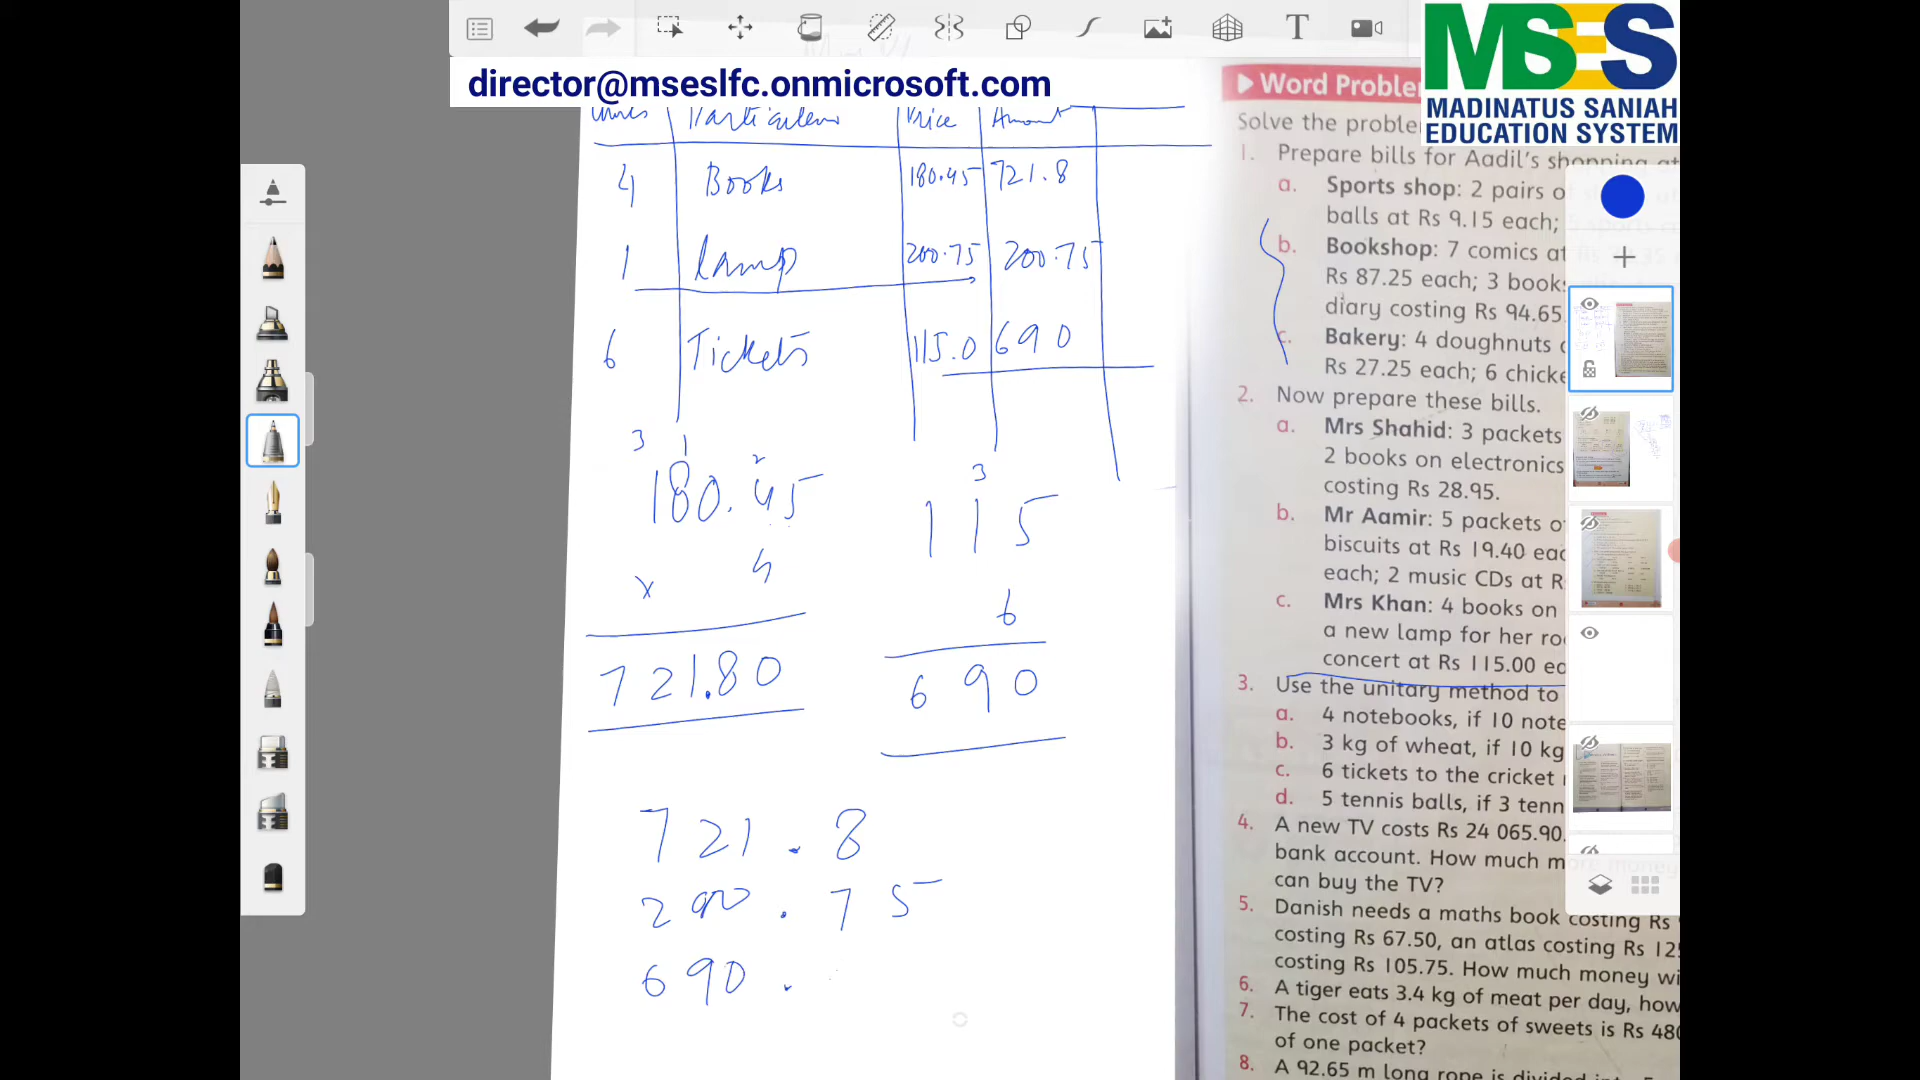 director@mseslfc.onmicrosoft.com
MSES
MADINATUS SANIAH
EDUCATION SYSTEM
Particulars Price Amount
4 Books 180.45 721.8
1 lamp 200.75 200.75
6 Tickets 115.0 690
3 1 2
180.45
x 4
721.80
3
115
6
690
721.8
200.75
690.
Word Proble
Solve the proble
1. Prepare bills for Aadil's shopping at
a. Sports shop: 2 pairs o
balls at Rs 9.15 each;
b. Bookshop: 7 comics at
Rs 87.25 each; 3 book
diary costing Rs 94.65
c. Bakery: 4 doughnuts
Rs 27.25 each; 6 chick
2. Now prepare these bills.
a. Mrs Shahid: 3 packets
2 books on electronics
costing Rs 28.95.
b. Mr Aamir: 5 packets o
biscuits at Rs 19.40 ea
each; 2 music CDs at R
c. Mrs Khan: 4 books on
a new lamp for her ro
concert at Rs 115.00 ea
3. Use the unitary method to
a. 4 notebooks, if 10 note
b. 3 kg of wheat, if 10 kg
c. 6 tickets to the cricket
d. 5 tennis balls, if 3 tenn
4. A new TV costs Rs 24 065.90.
bank account. How much more money
can buy the TV?
5. Danish needs a maths book costing Rs
costing Rs 67.50, an atlas costing Rs 12
costing Rs 105.75. How much money wi
6. A tiger eats 3.4 kg of meat per day, how
7. The cost of 4 packets of sweets is Rs 480
of one packet?
8. A 92.65 m long rope is divided into 5